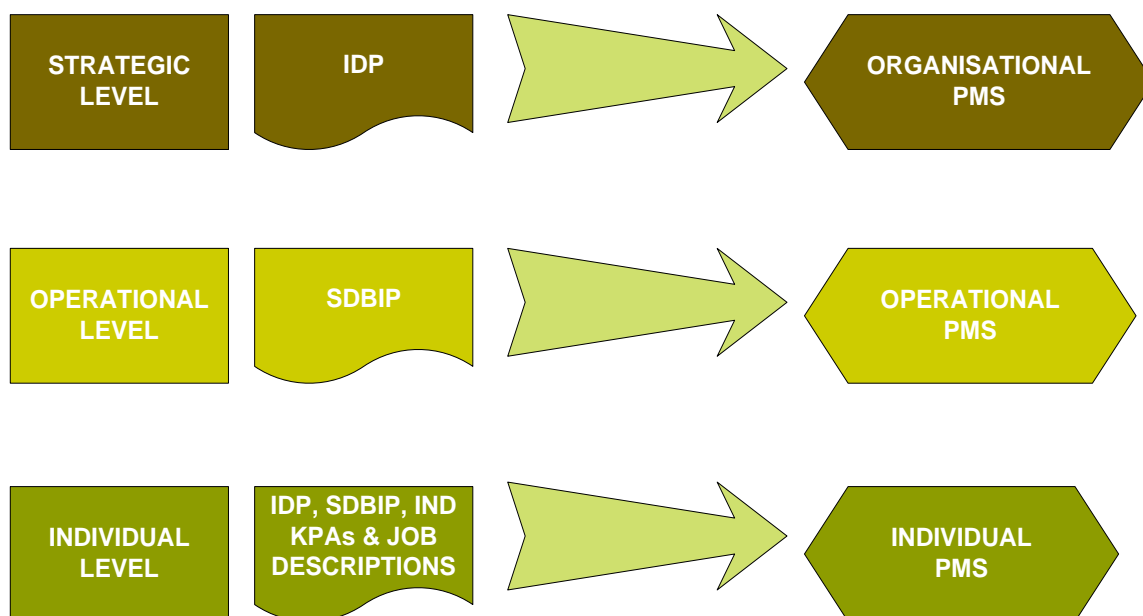 STRATEGIC
LEVEL
IDP
ORGANISATIONAL
PMS
OPERATIONAL
LEVEL
SDBIP
OPERATIONAL
PMS
INDIVIDUAL
LEVEL
IDP, SDBIP, IND
KPAs & JOB
DESCRIPTIONS
INDIVIDUAL
PMS